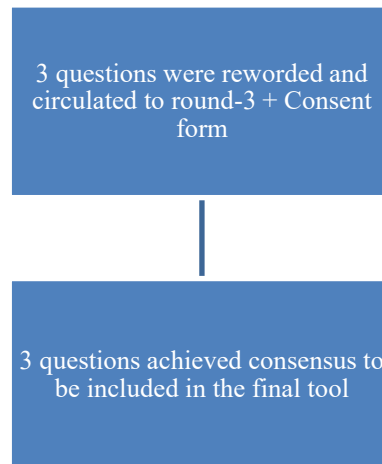 3 questions were reworded and
circulated to round-3 + Consent
form
3 questions achieved consensus to
be included in the final tool